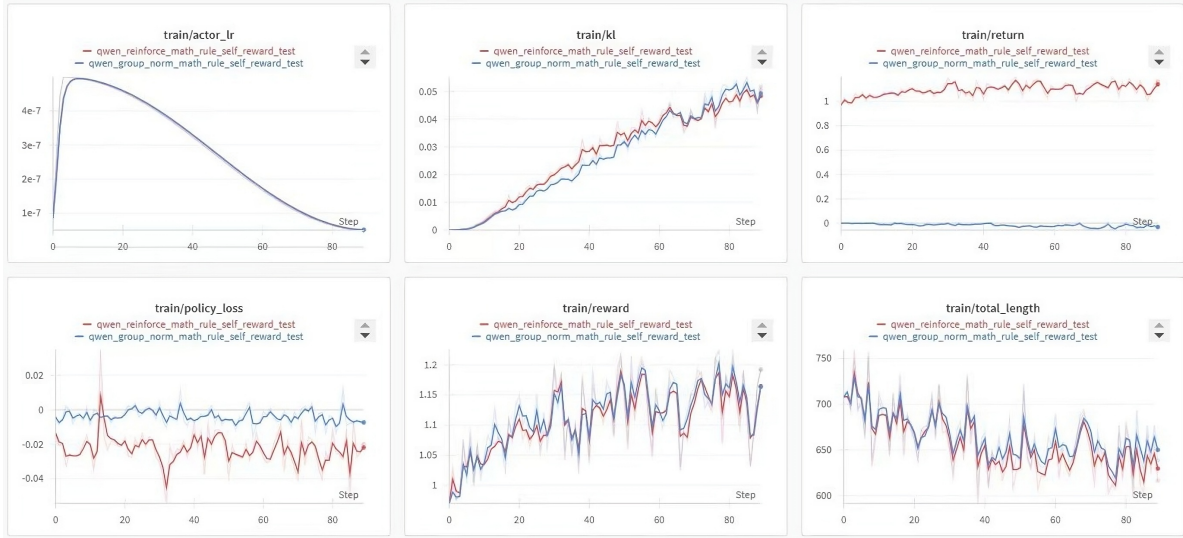 train/actor_lr
qwen_reinforce_math_rule_self_reward_test
qwen_group_norm_math_rule_self_reward_test
4e-7
3e-7
2e-7
1e-7
Step
0 20 40 60 80
train/kl
qwen_reinforce_math_rule_self_reward_test
qwen_group_norm_math_rule_self_reward_test
0.05
0.04
0.03
0.02
0.01
0
Step
0 20 40 60 80
train/return
qwen_reinforce_math_rule_self_reward_test
qwen_group_norm_math_rule_self_reward_test
1
0.8
0.6
0.4
0.2
0
Step
0 20 40 60 80
train/policy_loss
qwen_reinforce_math_rule_self_reward_test
qwen_group_norm_math_rule_self_reward_test
0.02
0
-0.02
-0.04
Step
0 20 40 60 80
train/reward
qwen_reinforce_math_rule_self_reward_test
qwen_group_norm_math_rule_self_reward_test
1.2
1.15
1.1
1.05
1
Step
0 20 40 60 80
train/total_length
qwen_reinforce_math_rule_self_reward_test
qwen_group_norm_math_rule_self_reward_test
750
700
650
600
Step
0 20 40 60 80